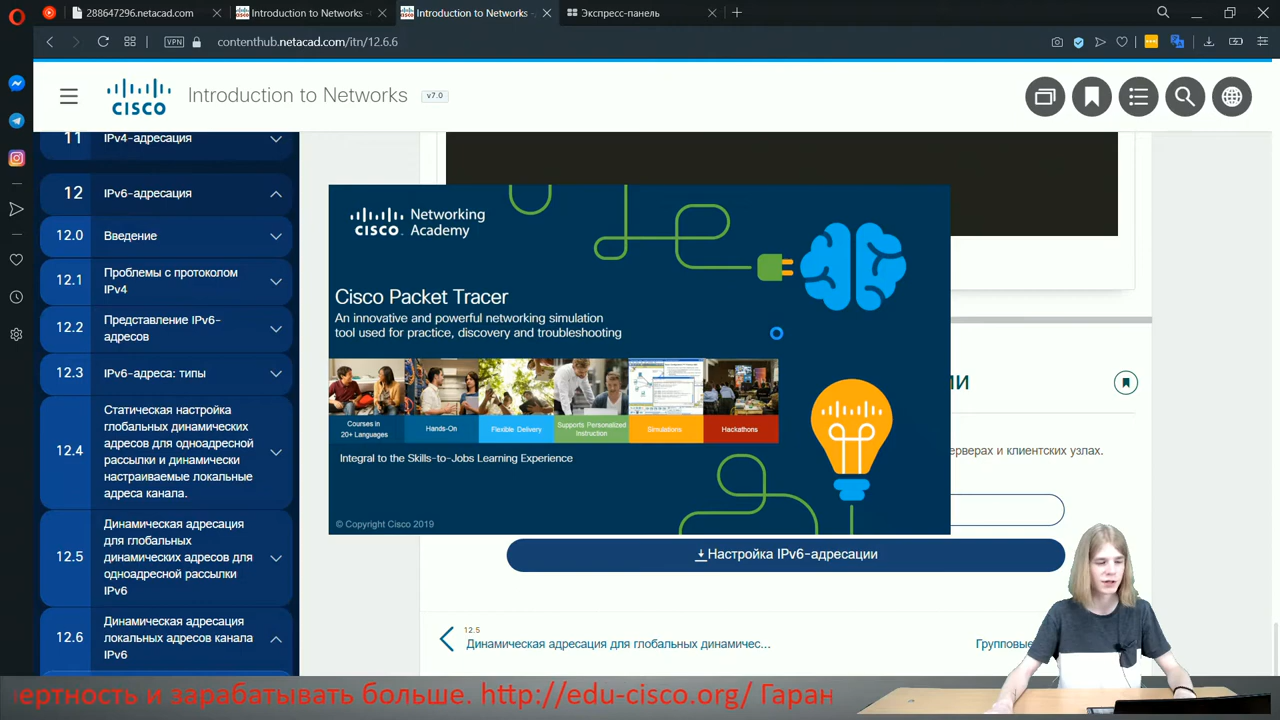 288647296.netacad.com
Introduction to Networks -
Introduction to Networks -
Экспресс-панель
VPN
contenthub.netacad.com/itn/12.6.6
CISCO
Introduction to Networks
v7.0
11
IPv4-адресация
12
IPv6-адресация
12.0
Введение
12.1
Проблемы с протоколом
IPv4
12.2
Представление IPv6-
адресов
12.3
IPv6-адреса: типы
12.4
Статическая настройка
глобальных динамических
адресов для одноадресной
рассылки и динамически
настраиваемые локальные
адреса канала.
12.5
Динамическая адресация
для глобальных
динамических адресов для
одноадресной рассылки
IPv6
12.6
Динамическая адресация
локальных адресов канала
IPv6
CISCO. Networking
Academy
Cisco Packet Tracer
An innovative and powerful networking simulation
tool used for practice, discovery and troubleshooting
Courses in
20+ Languages
Hands-On
Flexible Delivery
Supports Personalized
Instruction
Simulations
Hackathons
Integral to the Skills-to-Jobs Learning Experience
© Copyright Cisco 2019
ии
ерверах и клиентских узлах.
Настройка IPv6-адресации
12.5
Динамическая адресация для глобальных динамичес...
Групповые
ертность и зарабатывать больше. http://edu-cisco.org/ Гаран